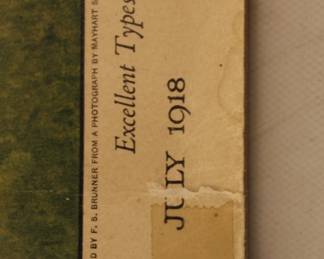 D BY F. S. BRUNNER FROM A PHOTOGRAPH BY MAYHART S
Excellent Types
JULY 1918